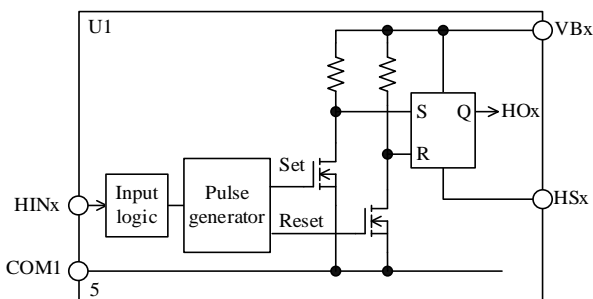 U1
VBx
S
Q
HOx
R
Set
Input
logic
Pulse
generator
HINx
HSx
Reset
COM1
5